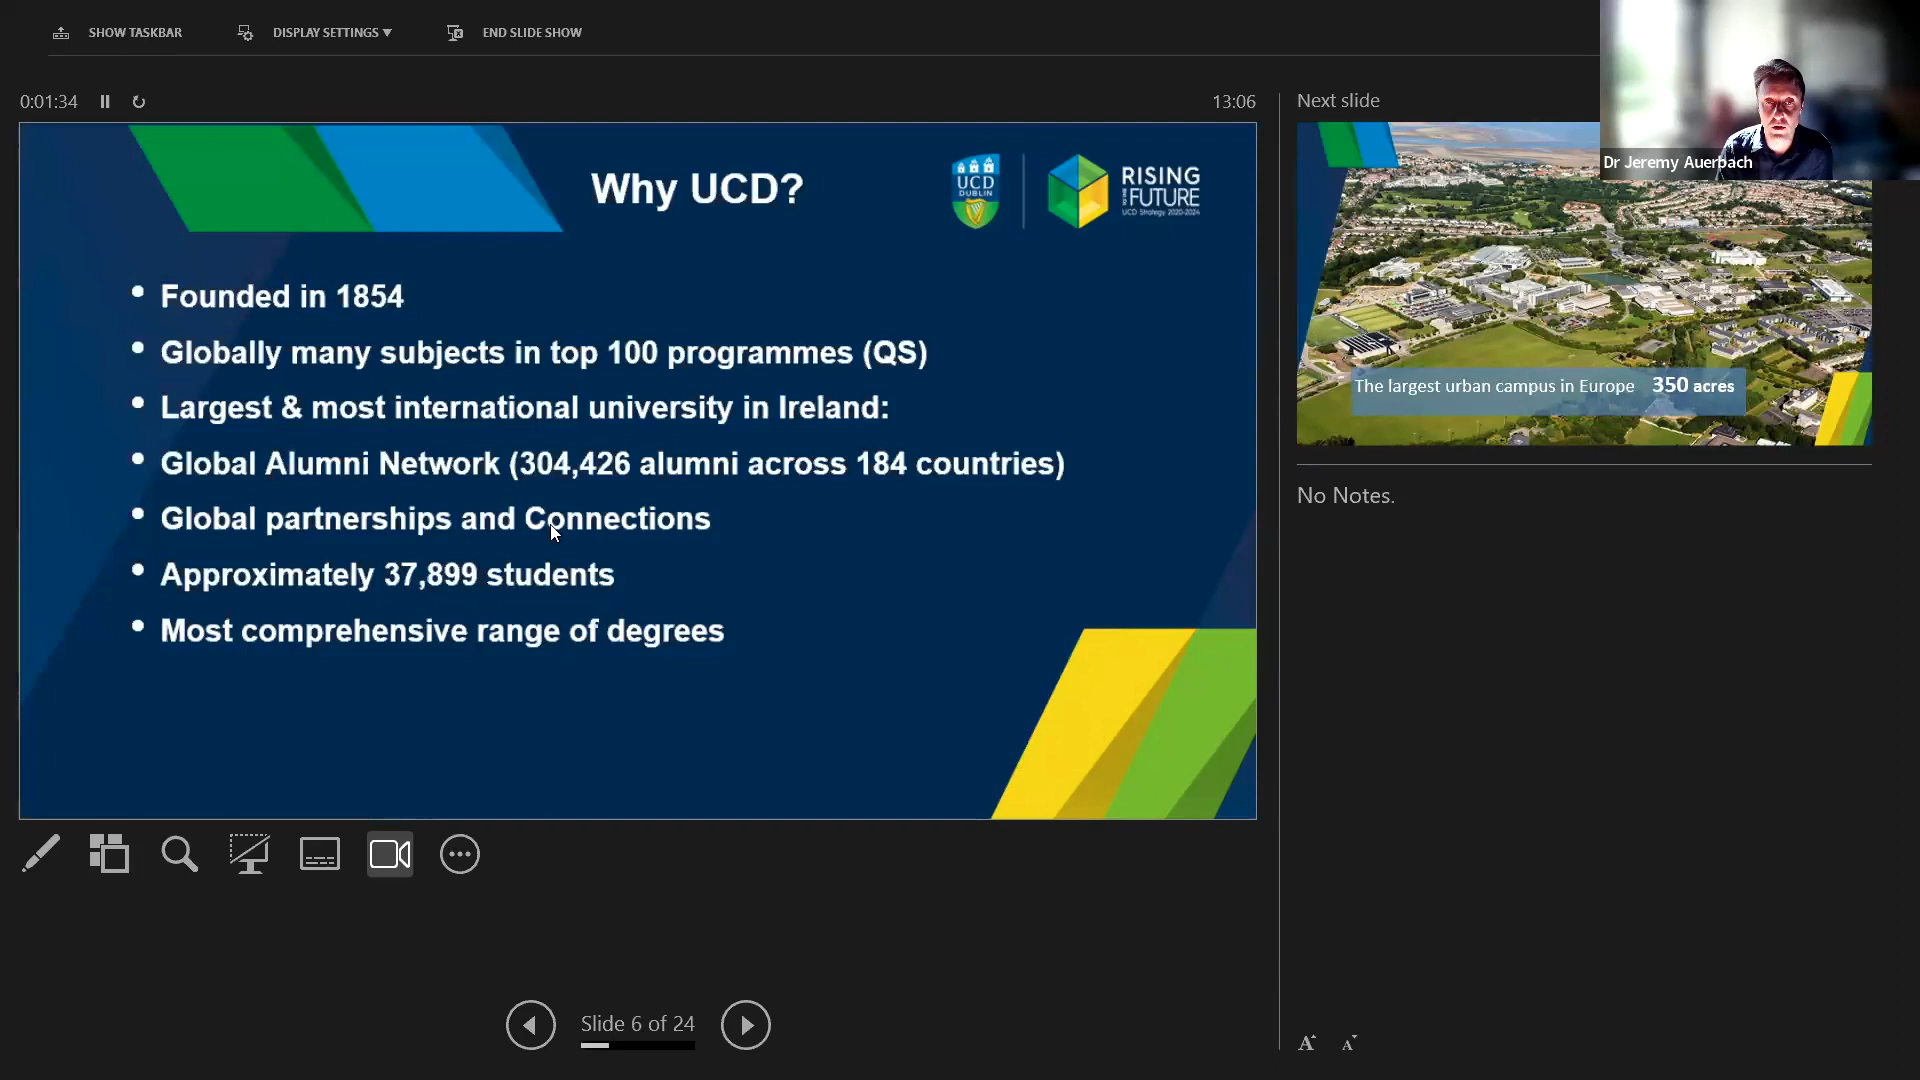 SHOW TASKBAR
DISPLAY SETTINGS ▼
END SLIDE SHOW
0:01:34
13:06
Why UCD?
UCD
DUBLIN
RISING
FUTURE
UCD Strategy 2020-2024
• Founded in 1854
• Globally many subjects in top 100 programmes (QS)
• Largest & most international university in Ireland:
• Global Alumni Network (304,426 alumni across 184 countries)
• Global partnerships and Connections
• Approximately 37,899 students
• Most comprehensive range of degrees
Slide 6 of 24
Next slide
Dr Jeremy Auerbach
The largest urban campus in Europe 350 acres
No Notes.
A
A